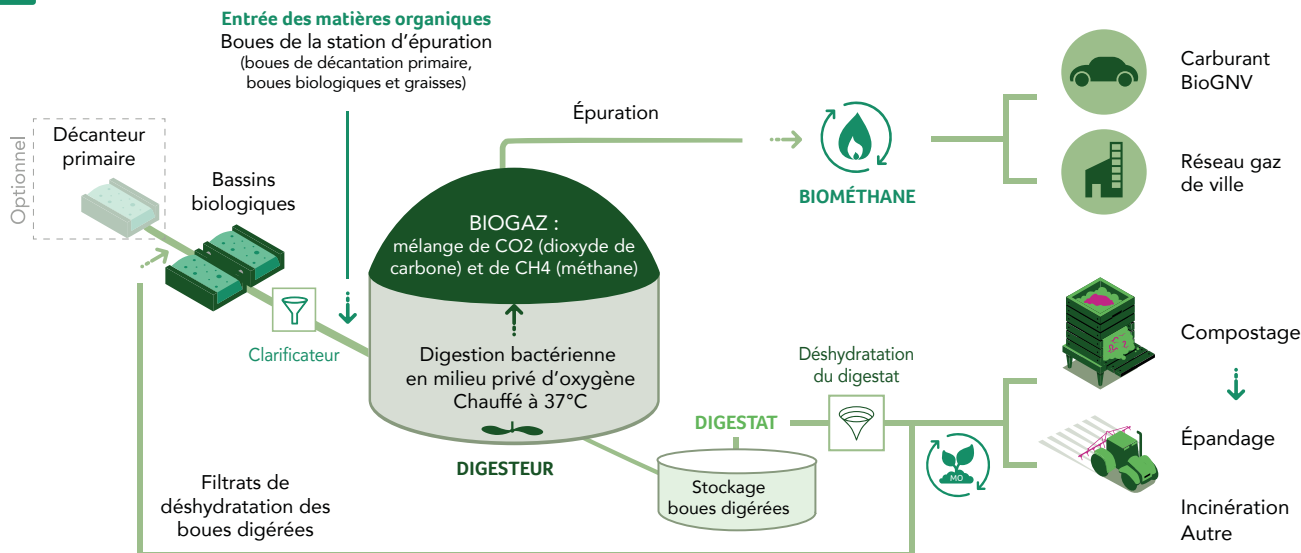 Entrée des matières organiques
Boues de la station d'épuration
(boues de décantation primaire,
boues biologiques et graisses)
Optionnel
Décanteur
primaire
Bassins
biologiques
Clarificateur
Épuration
BIOMÉTHANE
Carburant
BioGNV
Réseau gaz
de ville
BIOGAZ :
mélange de CO2 (dioxyde de
carbone) et de CH4 (méthane)
Digestion bactérienne
en milieu privé d'oxygène
Chauffé à 37°C
DIGESTEUR
DIGESTAT
Stockage
boues digérées
Déshydratation
du digestat
MO
Compostage
Épandage
Incinération
Autre
Filtrats de
déshydratation des
boues digérées